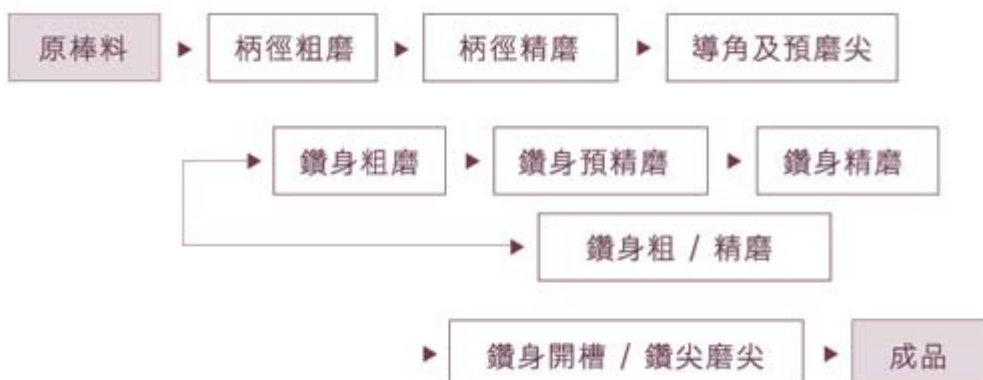 原棒料 柄徑粗磨 柄徑精磨 導角及預磨尖
鑽身粗磨 鑽身預精磨 鑽身精磨
鑽身粗 / 精磨
鑽身開槽 / 鑽尖磨尖 成品